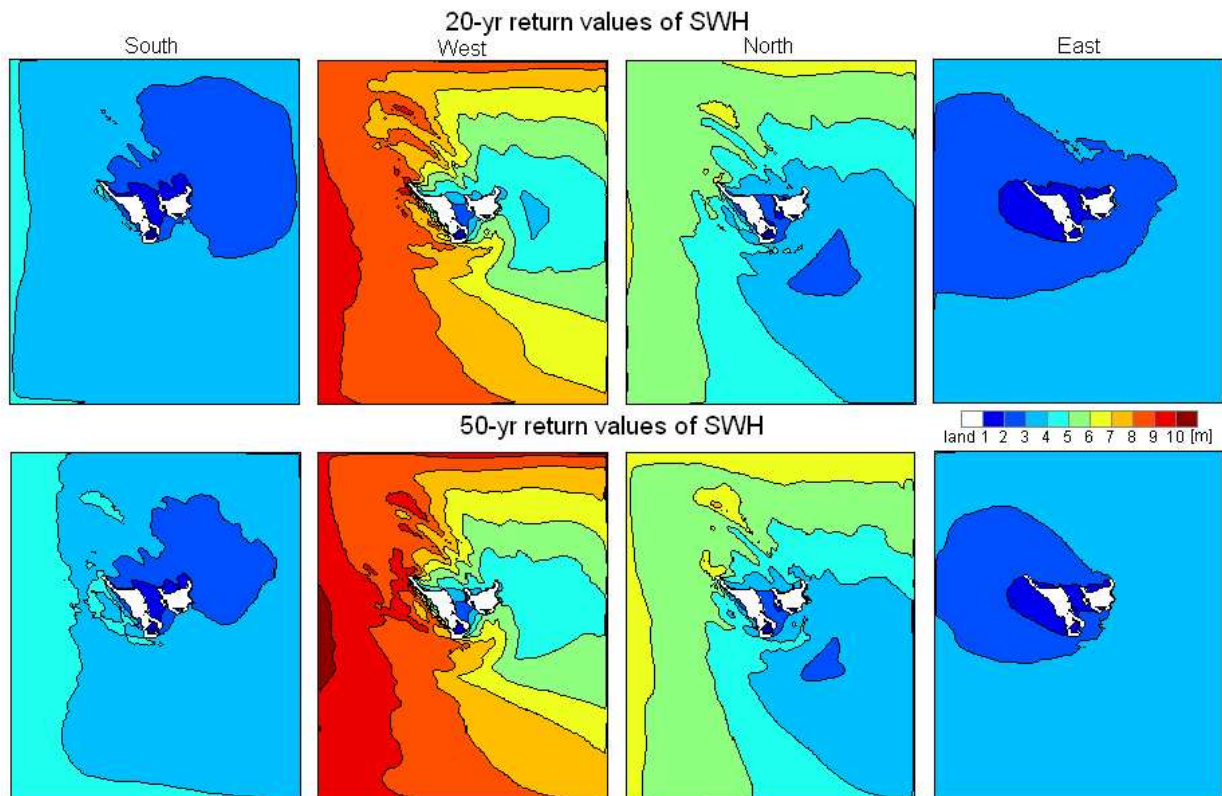 20-yr return values of SWH
South West North East
50-yr return values of SWH
land 1 2 3 4 5 6 7 8 9 10 [m]